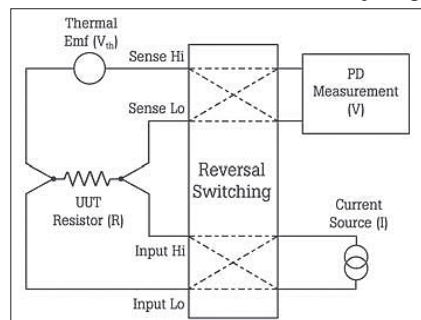 Thermal
Emf (Vth)
Sense Hi
PD
Measurement
(V)
Sense Lo
Reversal
Switching
UUT
Resistor (R)
Current
Source (I)
Input Hi
Input Lo